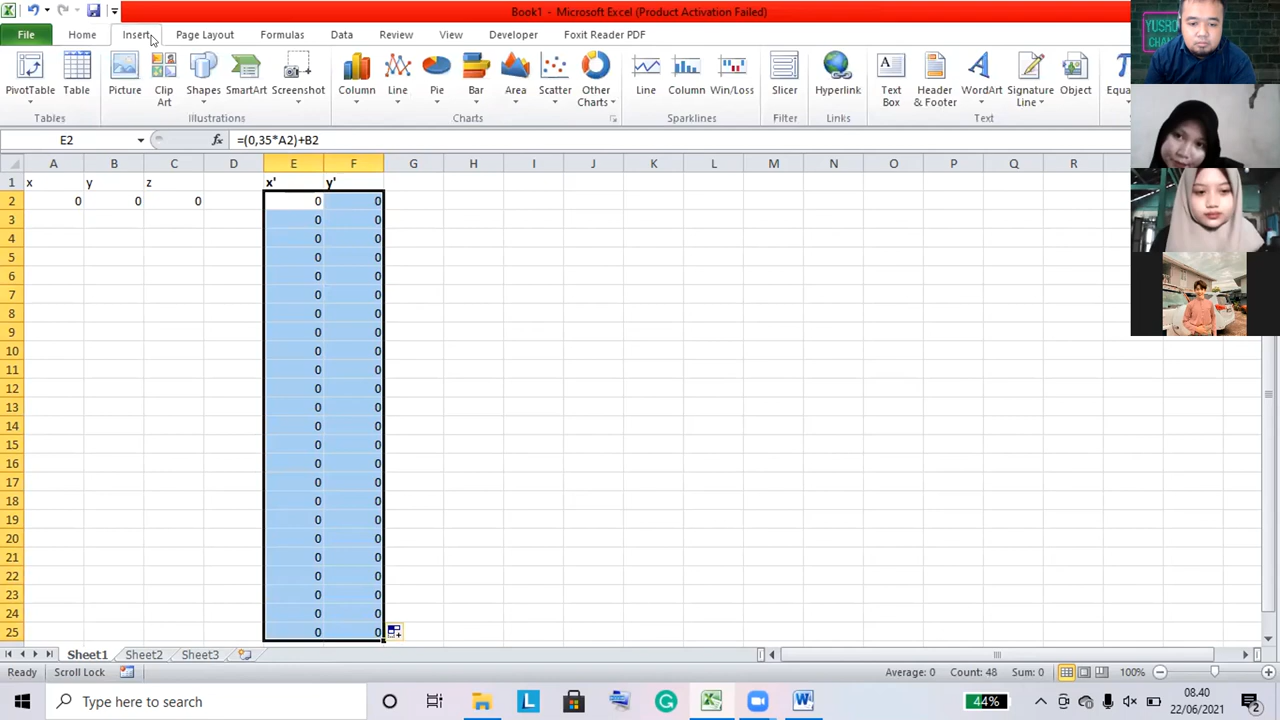 Book1 - Microsoft Excel (Product Activation Failed)
File Home Insert Page Layout Formulas Data Review View Developer Foxit Reader PDF
PivotTable Table Picture Clip Art Shapes SmartArt Screenshot Column Line Pie Bar Area Scatter Other Charts Line Column Win/Loss Slicer Hyperlink Text Box Header & Footer WordArt Signature Line Object Equa
Tables Illustrations Charts Sparklines Filter Links Text
E2 fx =(0,35*A2)+B2
A B C D E F G H I J K L M N O P Q R
1 x y z x' y'
2 0 0 0 0 0
3 0 0
4 0 0
5 0 0
6 0 0
7 0 0
8 0 0
9 0 0
10 0 0
11 0 0
12 0 0
13 0 0
14 0 0
15 0 0
16 0 0
17 0 0
18 0 0
19 0 0
20 0 0
21 0 0
22 0 0
23 0 0
24 0 0
25 0 0
Sheet1 Sheet2 Sheet3
Ready Scroll Lock Average: 0 Count: 48 Sum: 0 100%
Type here to search 44% 08.40
22/06/2021 2